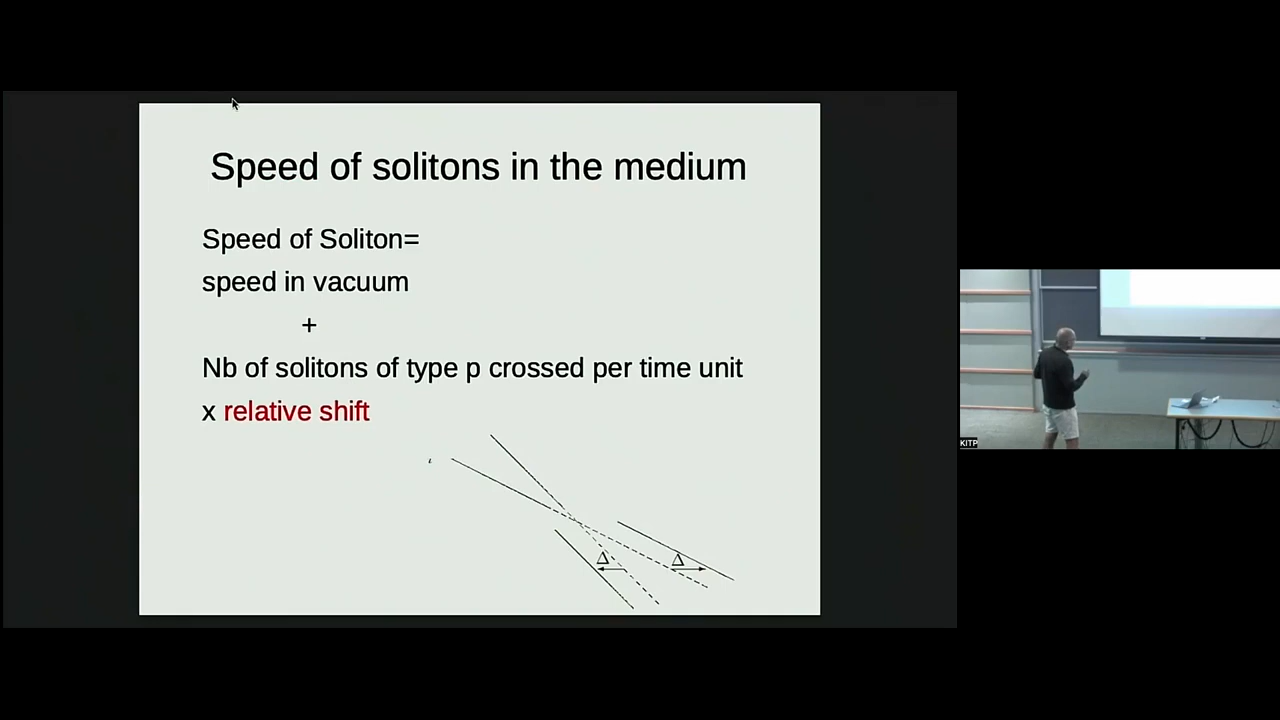 Speed of solitons in the medium
Speed of Soliton=
speed in vacuum
+
Nb of solitons of type p crossed per time unit
x relative shift
Δ
Δ
KITP